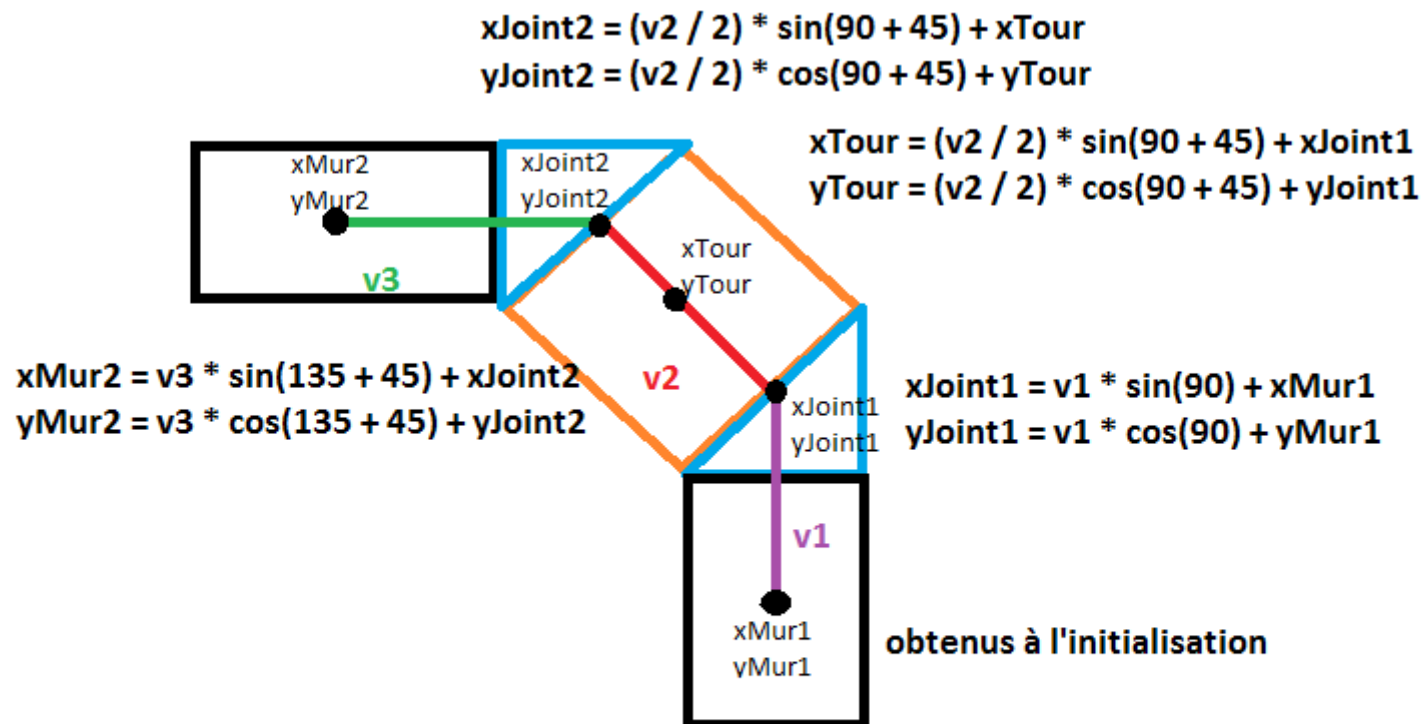 xJoint2 = (v2 / 2) * sin(90 + 45) + xTour
yJoint2 = (v2 / 2) * cos(90 + 45) + yTour
xTour = (v2 / 2) * sin(90 + 45) + xJoint1
yTour = (v2 / 2) * cos(90 + 45) + yJoint1
xMur2
yMur2
xJoint2
yJoint2
v3
xTour
yTour
xMur2 = v3 * sin(135 + 45) + xJoint2
yMur2 = v3 * cos(135 + 45) + yJoint2
v2
xJoint1
yJoint1
xJoint1 = v1 * sin(90) + xMur1
yJoint1 = v1 * cos(90) + yMur1
v1
xMur1
yMur1
obtenus à l'initialisation